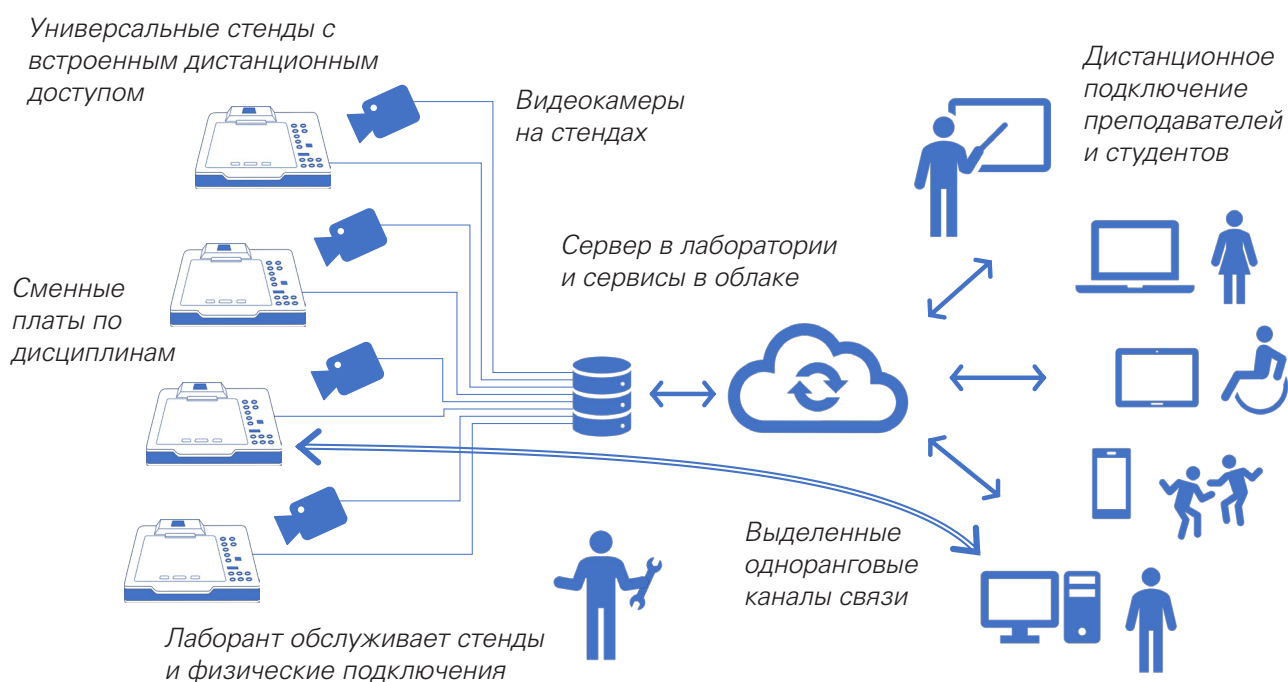 Универсальные стенды с
встроенным дистанционным
доступом
Видеокамеры
на стендах
Дистанционное
подключение
преподавателей
и студентов
Сервер в лаборатории
и сервисы в облаке
Сменные
платы по
дисциплинам
Выделенные
одноранговые
каналы связи
Лаборант обслуживает стенды
и физические подключения